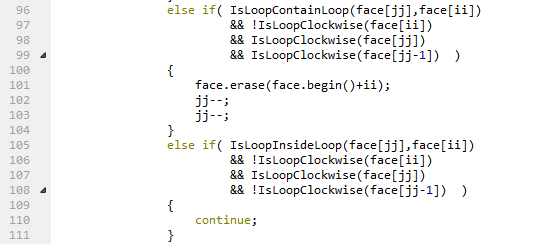 96 else if( IsLoopContainLoop(face[jj],face[ii])
97 && !IsLoopClockwise(face[ii])
98 && IsLoopClockwise(face[jj])
99 && IsLoopClockwise(face[jj-1])  )
100 {
101 face.erase(face.begin()+ii);
102 jj--;
103 jj--;
104 }
105 else if( IsLoopInsideLoop(face[jj],face[ii])
106 && !IsLoopClockwise(face[ii])
107 && IsLoopClockwise(face[jj])
108 && !IsLoopClockwise(face[jj-1])  )
109 {
110 continue;
111 }